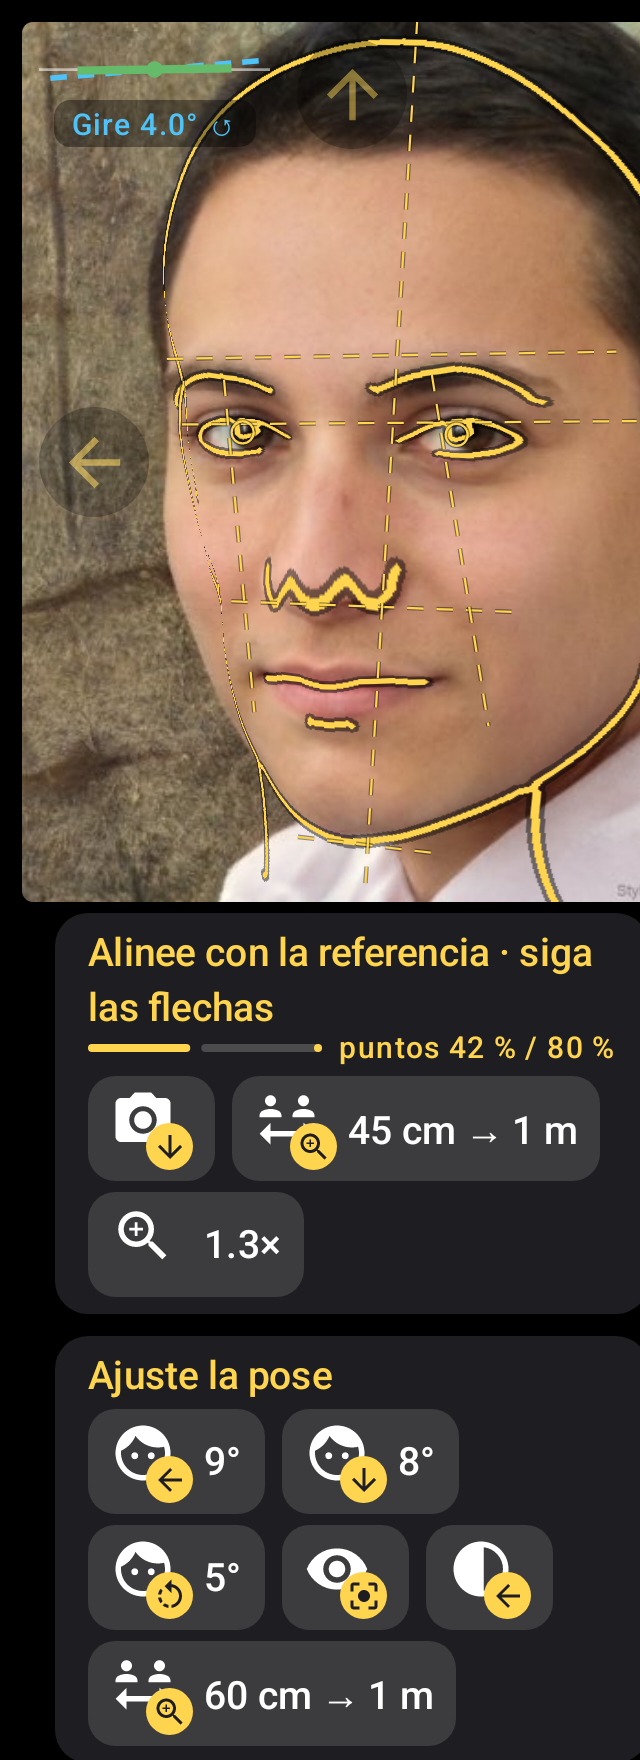 Gire 4.0° ↺
Sty
Alinee con la referencia · siga
las flechas
puntos 42 % / 80 %
45 cm → 1 m
1.3×
Ajuste la pose
9°
8°
5°
60 cm → 1 m